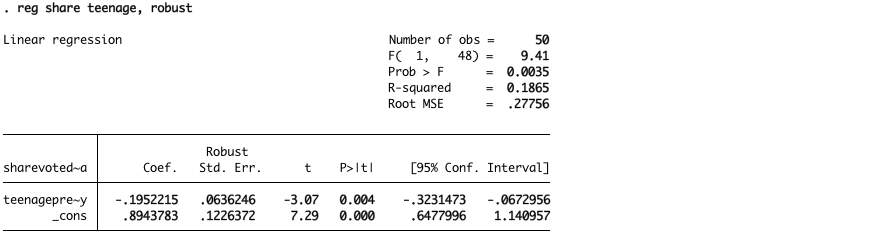 . reg share teenage, robust
Linear regression Number of obs = 50
F( 1, 48) = 9.41
Prob > F = 0.0035
R-squared = 0.1865
Root MSE = .27756
Robust
sharevoted~a Coef. Std. Err. t P>|t| [95% Conf. Interval]
teenagepre~y -.1952215 .0636246 -3.07 0.004 -.3231473 -.0672956
_cons .8943783 .1226372 7.29 0.000 .6477996 1.140957